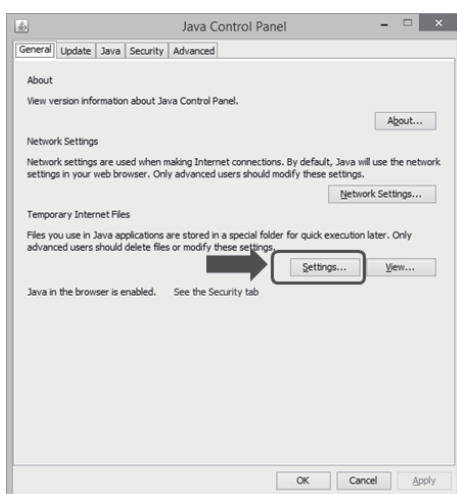 Java Control Panel
General Update Java Security Advanced
About
View version information about Java Control Panel.
About...
Network Settings
Network settings are used when making Internet connections. By default, Java will use the network
settings in your web browser. Only advanced users should modify these settings.
Network Settings...
Temporary Internet Files
Files you use in Java applications are stored in a special folder for quick execution later. Only
advanced users should delete files or modify these settings.
Settings... View...
Java in the browser is enabled. See the Security tab
OK Cancel Apply